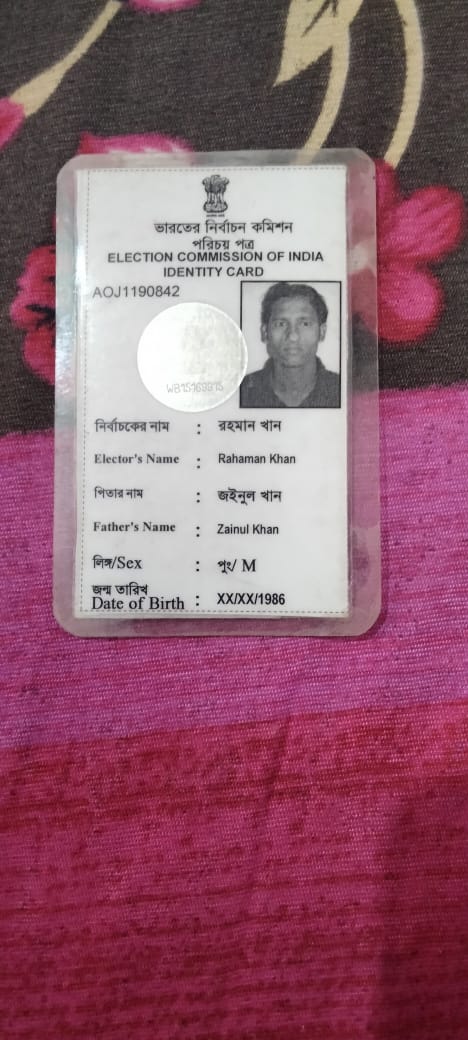 ভারতের নির্বাচন কমিশন
পরিচয় পত্র
ELECTION COMMISSION OF INDIA
IDENTITY CARD
AOJ1190842
WB15169915
নির্বাচকের নাম : রহমান খান
Elector's Name : Rahaman Khan
পিতার নাম : জইনুল খান
Father's Name : Zainul Khan
লিঙ্গ/Sex : পুং/ M
জন্ম তারিখ
Date of Birth : XX/XX/1986